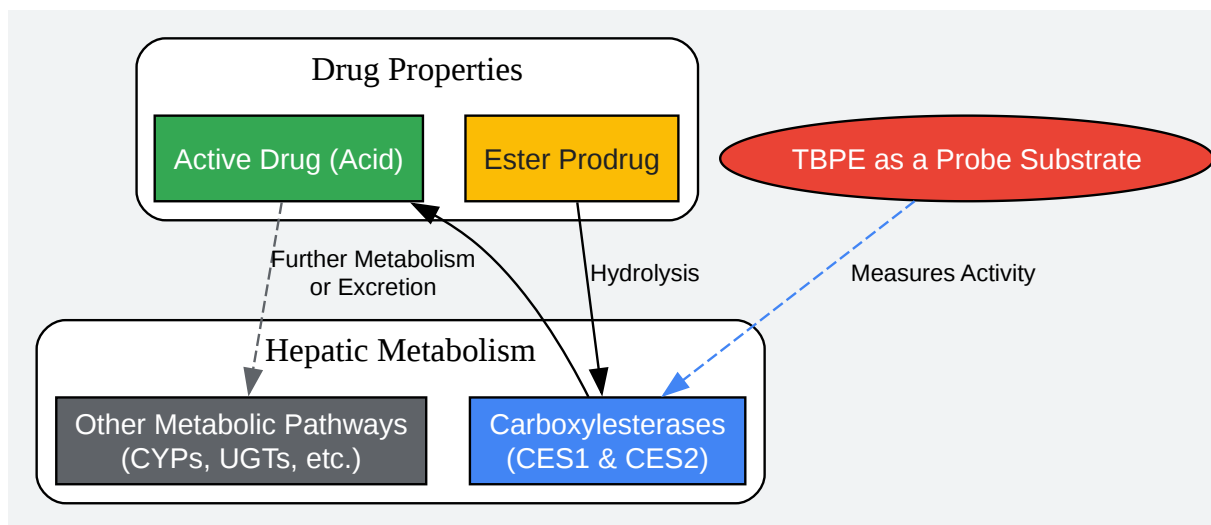 Drug Properties
Active Drug (Acid)
Ester Prodrug
TBPE as a Probe Substrate
Further Metabolism
or Excretion
Hydrolysis
Measures Activity
Hepatic Metabolism
Other Metabolic Pathways
(CYPs, UGTs, etc.)
Carboxylesterases
(CES1 & CES2)